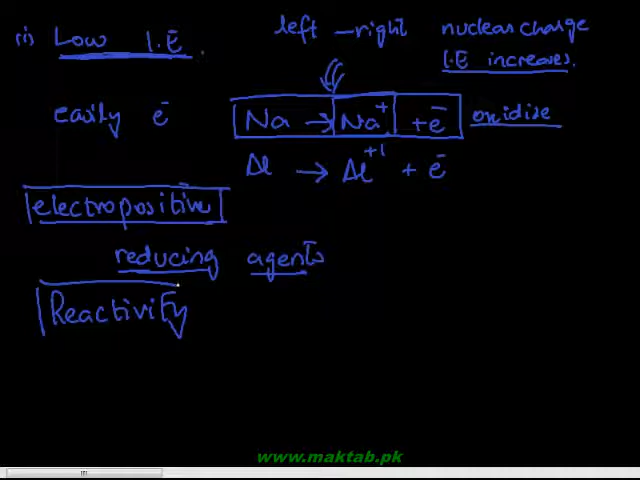 (ii) Low I.E. left - right nuclear charge
I.E increases.
easily e⁻ Na → Na⁺ + e⁻ oxidise
Al → Al⁺¹ + e⁻
electropositive
reducing agents
Reactivity
www.maktab.pk